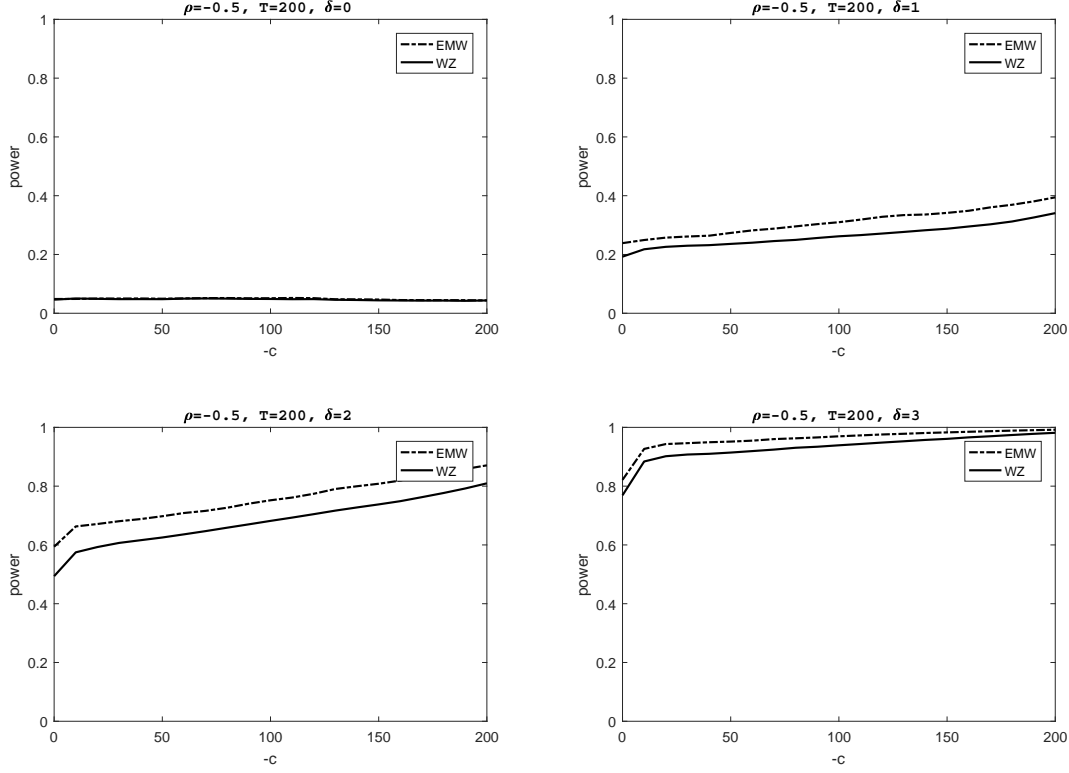 ρ=-0.5, T=200, δ=0
1
0.8
0.6
0.4
0.2
0
power
EMW
WZ
0 50 100 150 200
-c
ρ=-0.5, T=200, δ=1
1
0.8
0.6
0.4
0.2
0
power
EMW
WZ
0 50 100 150 200
-c
ρ=-0.5, T=200, δ=2
1
0.8
0.6
0.4
0.2
0
power
EMW
WZ
0 50 100 150 200
-c
ρ=-0.5, T=200, δ=3
1
0.8
0.6
0.4
0.2
0
power
EMW
WZ
0 50 100 150 200
-c